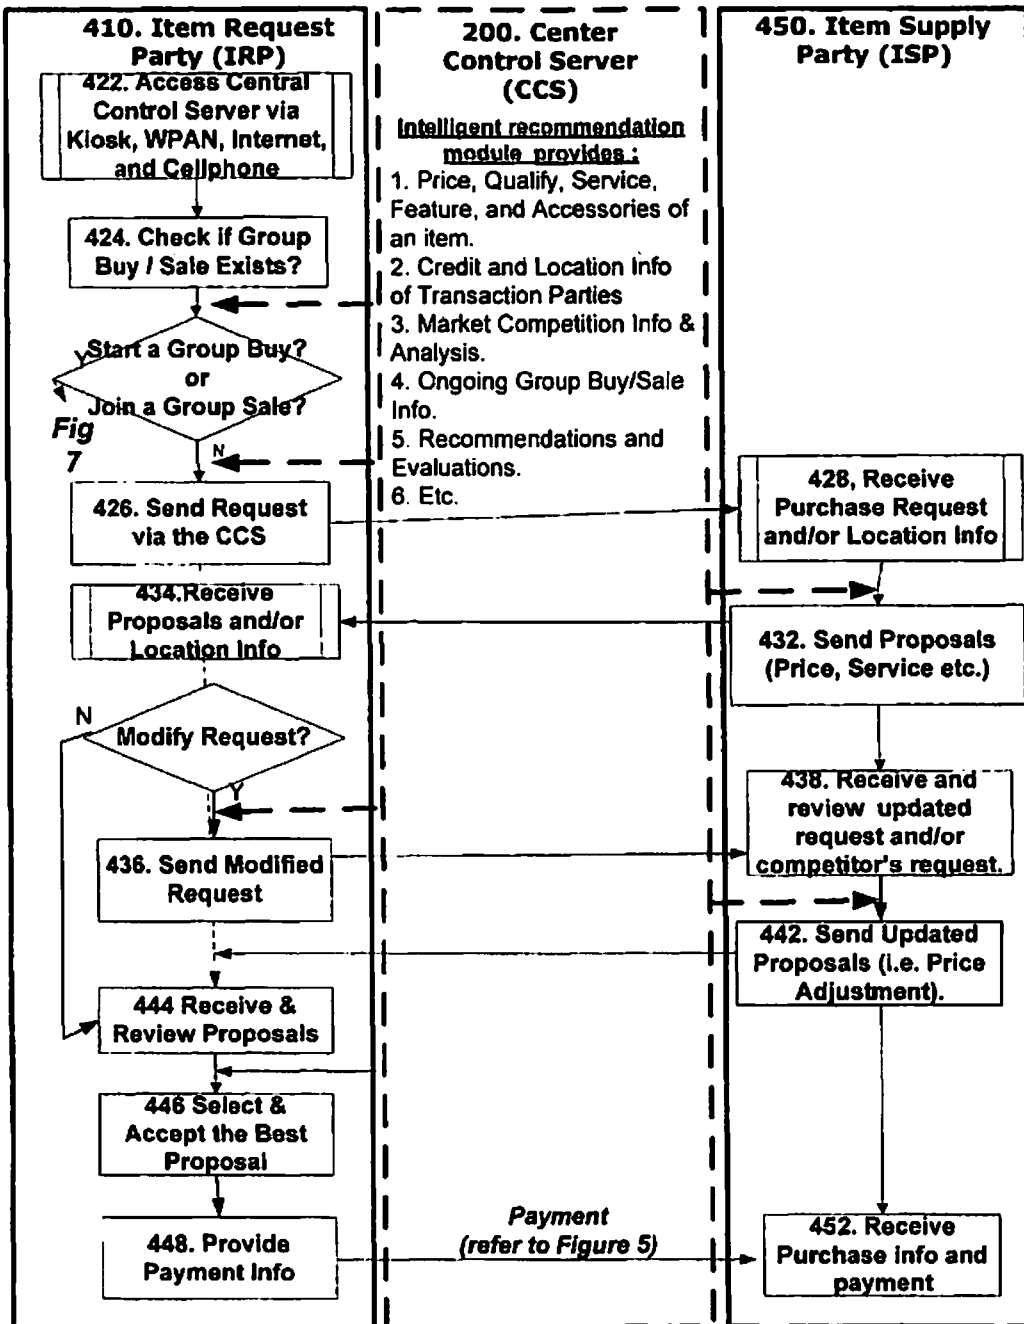 410. Item Request
Party (IRP)
422. Access Central
Control Server via
Kiosk, WPAN, Internet,
and Cellphone
424. Check if Group
Buy / Sale Exists?
Y
Start a Group Buy?
or
Join a Group Sale?
Fig
7
N
426. Send Request
via the CCS
434.Receive
Proposals and/or
Location Info
N
Modify Request?
Y
436. Send Modified
Request
444 Receive &
Review Proposals
446 Select &
Accept the Best
Proposal
448. Provide
Payment Info
200. Center
Control Server
(CCS)
Intelligent recommendation
module provides :
1. Price, Qualify, Service,
Feature, and Accessories of
an item.
2. Credit and Location Info
of Transaction Parties
3. Market Competition Info &
Analysis.
4. Ongoing Group Buy/Sale
Info.
5. Recommendations and
Evaluations.
6. Etc.
Payment
(refer to Figure 5)
450. Item Supply
Party (ISP)
428, Receive
Purchase Request
and/or Location Info
432. Send Proposals
(Price, Service etc.)
438. Receive and
review updated
request and/or
competitor's request.
442. Send Updated
Proposals (i.e. Price
Adjustment).
452. Receive
Purchase info and
payment